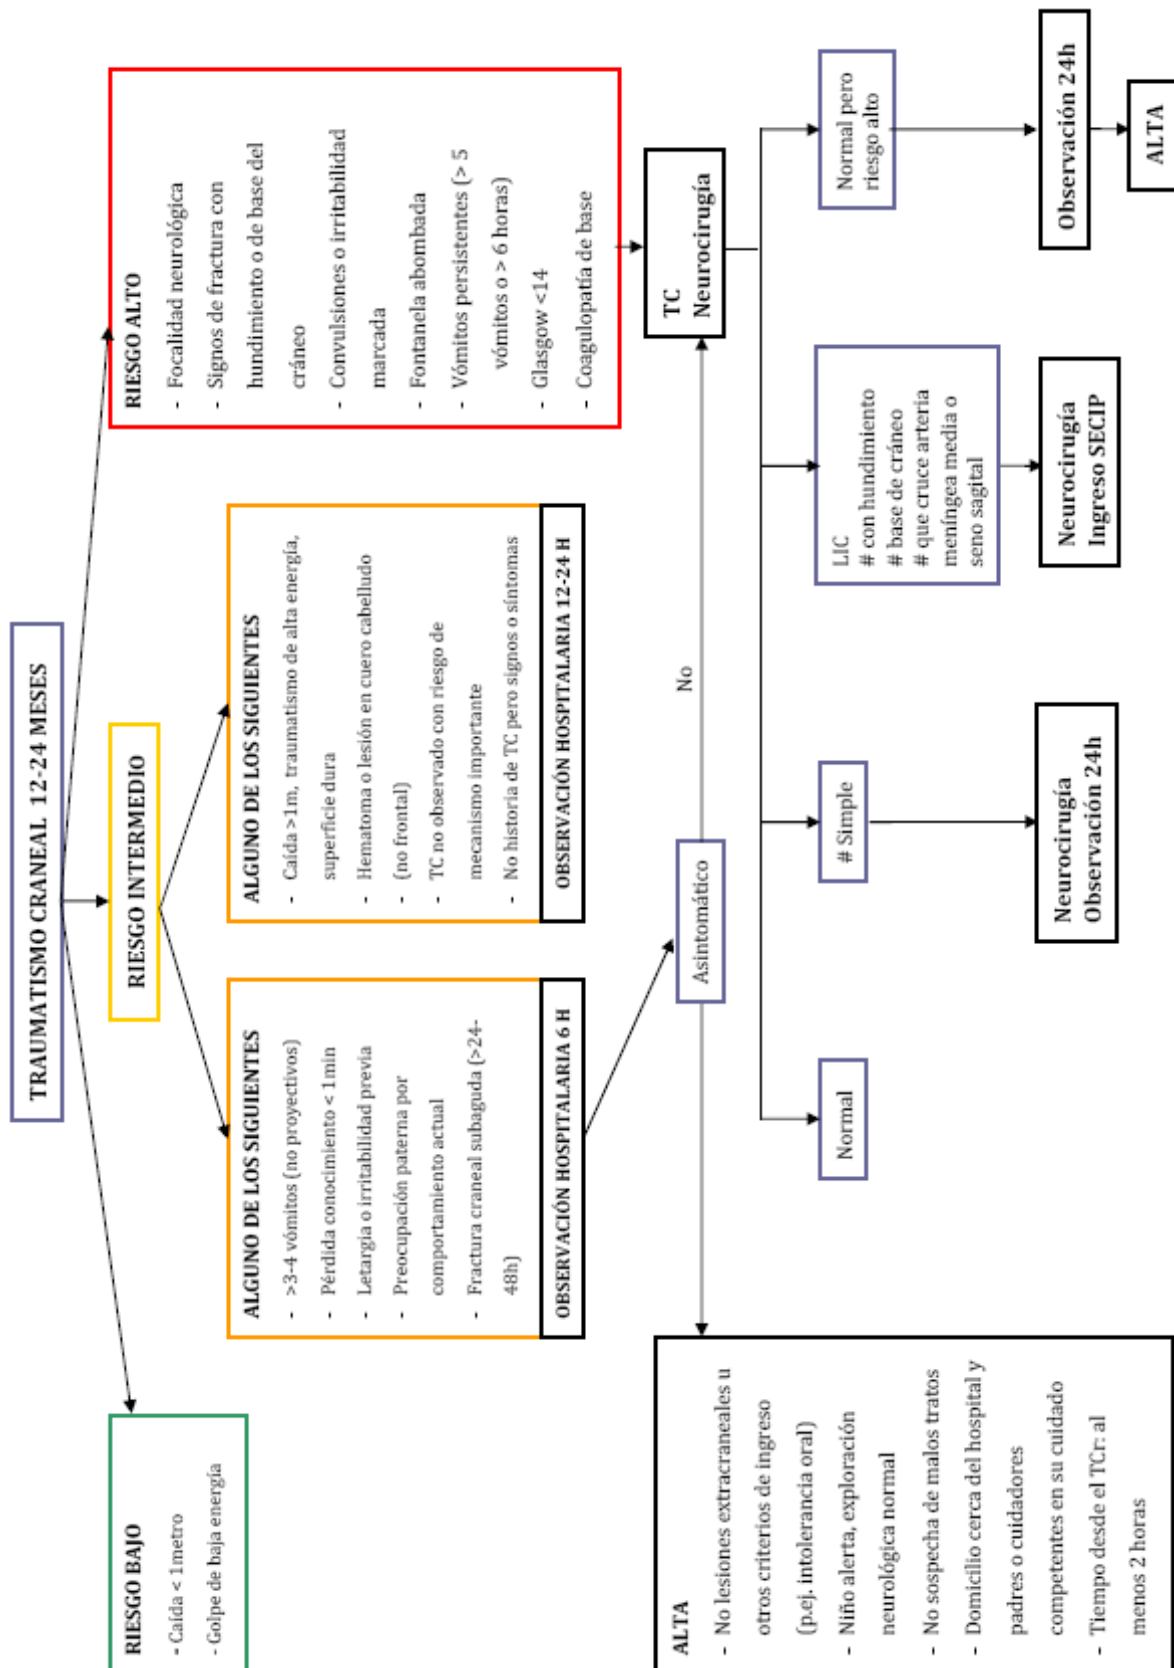 TRAUMATISMO CRANEAL 12-24 MESES
RIESGO BAJO
- Caída < 1metro
- Golpe de baja energía
RIESGO INTERMEDIO
ALGUNO DE LOS SIGUIENTES
- >3-4 vómitos (no proyectivos)
- Pérdida conocimiento < 1min
- Letargia o irritabilidad previa
- Preocupación paterna por
comportamiento actual
- Fractura craneal subaguda (>24-
48h)
OBSERVACIÓN HOSPITALARIA 6 H
ALGUNO DE LOS SIGUIENTES
- Caída >1m, traumatismo de alta energía,
superficie dura
- Hematoma o lesión en cuero cabelludo
(no frontal)
- TC no observado con riesgo de
mecanismo importante
- No historia de TC pero signos o síntomas
OBSERVACIÓN HOSPITALARIA 12-24 H
RIESGO ALTO
- Focalidad neurológica
- Signos de fractura con
hundimiento o de base del
cráneo
- Convulsiones o irritabilidad
marcada
- Fontanela abombada
- Vómitos persistentes (> 5
vómitos o > 6 horas)
- Glasgow <14
- Coagulopatía de base
ALTA
- No lesiones extracraneales u
otros criterios de ingreso
(p.ej. intolerancia oral)
- Niño alerta, exploración
neurológica normal
- No sospecha de malos tratos
- Domicilio cerca del hospital y
padres o cuidadores
competentes en su cuidado
- Tiempo desde el TCr: al
menos 2 horas
Asintomático
No
TC
Neurocirugía
Normal
# Simple
LIC
# con hundimiento
# base de cráneo
# que cruce arteria
meníngea media o
seno sagital
Normal pero
riesgo alto
Neurocirugía
Observación 24h
Neurocirugía
Ingreso SECIP
Observación 24h
ALTA